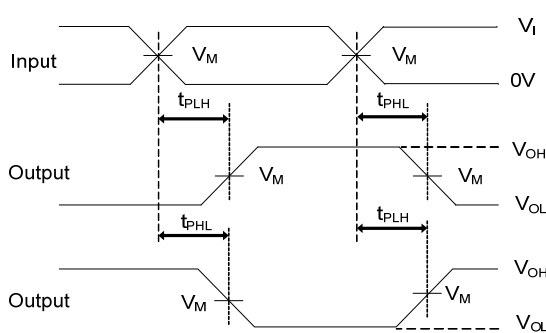 Input
V_M
V_M
V_I
0V
t_PLH
t_PHL
Output
V_M
V_M
V_OH
V_OL
t_PHL
t_PLH
Output
V_M
V_M
V_OH
V_OL